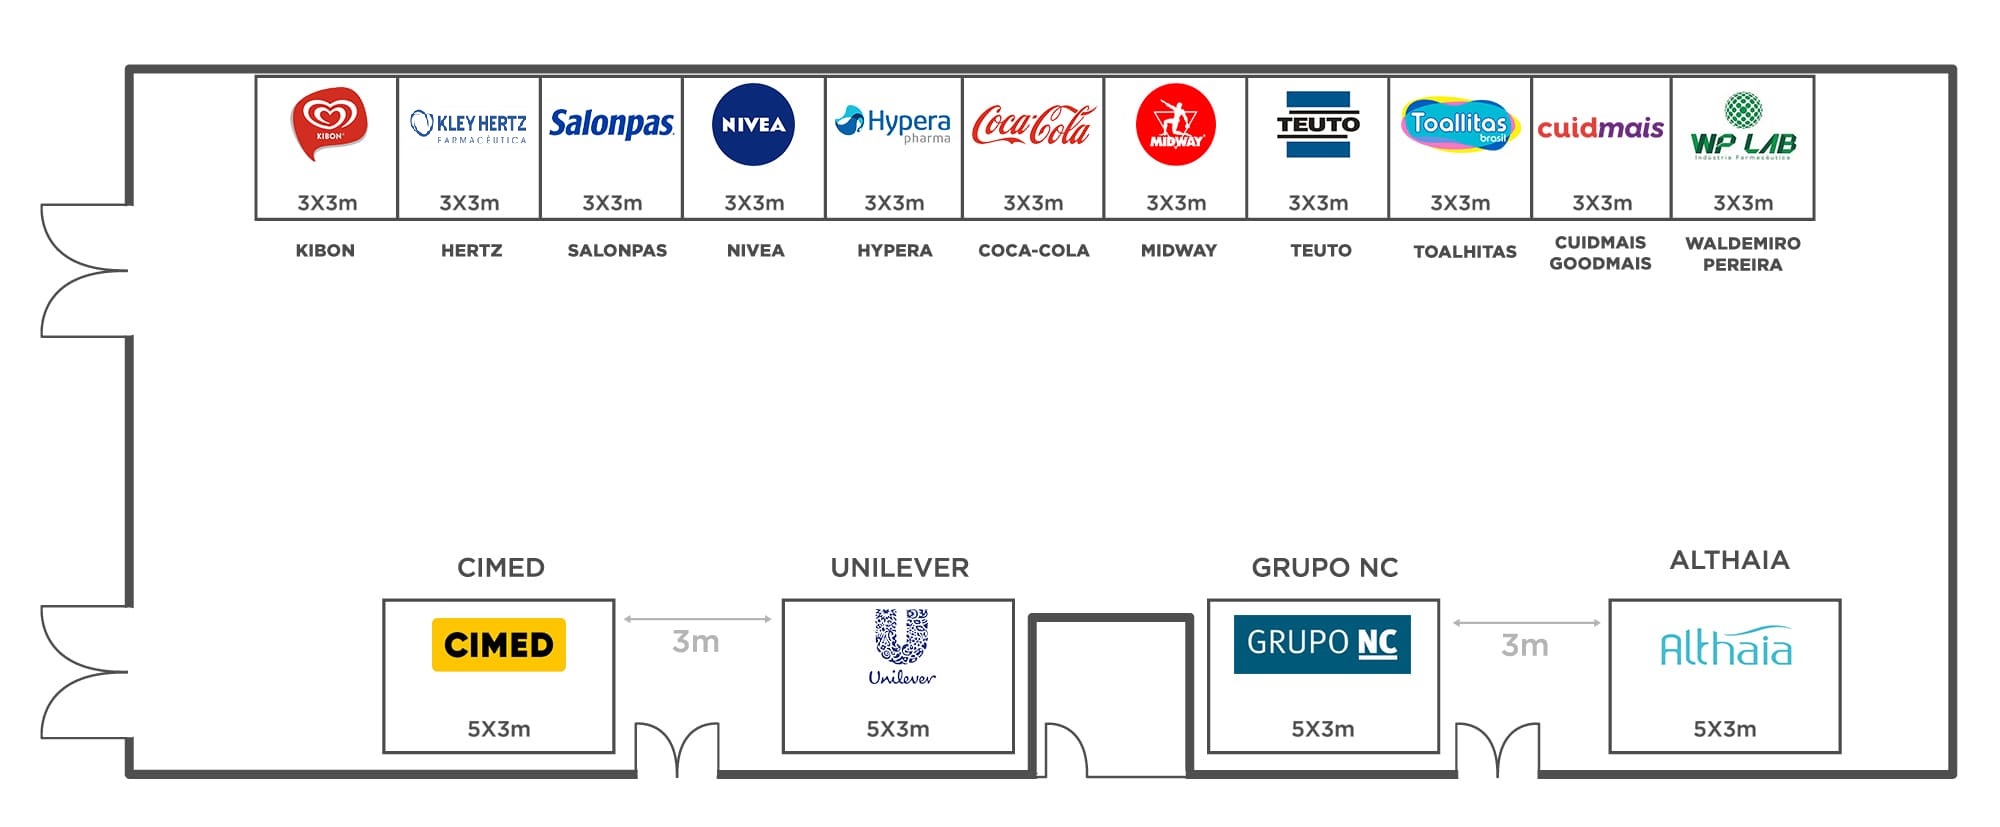 KIBON
KLEY HERTZ
FARMACÊUTICA
Salonpas
NIVEA
Hypera
pharma
Coca-Cola
MIDWAY
TEUTO
Toallitas
brasil
cuidmais
WP LAB
Indústria Farmacêutica
3X3m 3X3m 3X3m 3X3m 3X3m 3X3m 3X3m 3X3m 3X3m 3X3m 3X3m
KIBON
HERTZ
SALONPAS
NIVEA
HYPERA
COCA-COLA
MIDWAY
TEUTO
TOALHITAS
CUIDMAIS
GOODMAIS
WALDEMIRO
PEREIRA
CIMED
UNILEVER
GRUPO NC
ALTHAIA
CIMED
5X3m
3m
Unilever
5X3m
GRUPO NC
5X3m
3m
Althaia
5X3m